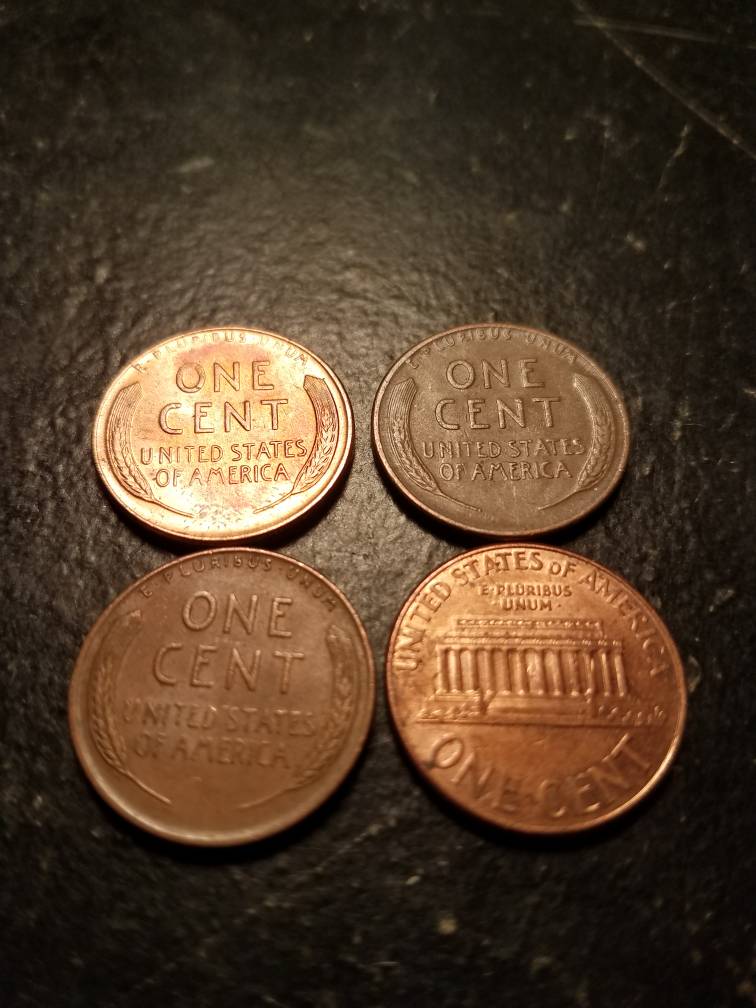 E PLURIBUS UNUM
ONE
CENT
UNITED STATES
OF AMERICA
E PLURIBUS UNUM
ONE
CENT
UNITED STATES
OF AMERICA
E PLURIBUS UNUM
ONE
CENT
UNITED STATES
OF AMERICA
UNITED STATES OF AMERICA
E PLURIBUS
UNUM
ONE CENT